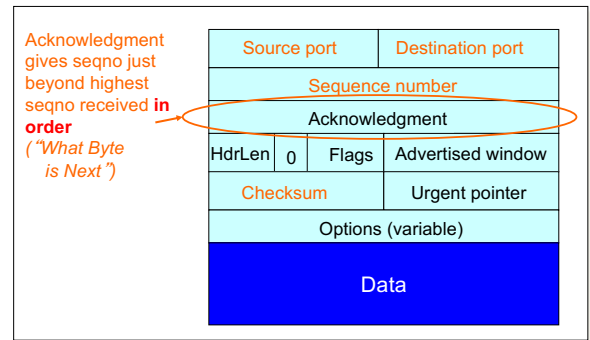 Acknowledgment
gives seqno just
beyond highest
seqno received in
order
(“What Byte
is Next”)
Source port Destination port
Sequence number
Acknowledgment
HdrLen 0 Flags Advertised window
Checksum Urgent pointer
Options (variable)
Data